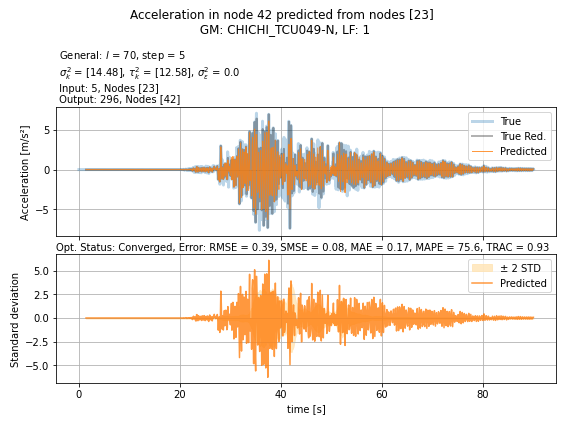 Acceleration in node 42 predicted from nodes [23]
GM: CHICHI_TCU049-N, LF: 1
General: l = 70, step = 5
σ²ₖ = [14.48], τ²ₖ = [12.58], σ²ε = 0.0
Input: 5, Nodes [23]
Output: 296, Nodes [42]
Acceleration [m/s²]
5
0
−5
True
True Red.
Predicted
Opt. Status: Converged, Error: RMSE = 0.39, SMSE = 0.08, MAE = 0.17, MAPE = 75.6, TRAC = 0.93
Standard deviation
5.0
2.5
0.0
−2.5
−5.0
± 2 STD
Predicted
0 20 40 60 80
time [s]